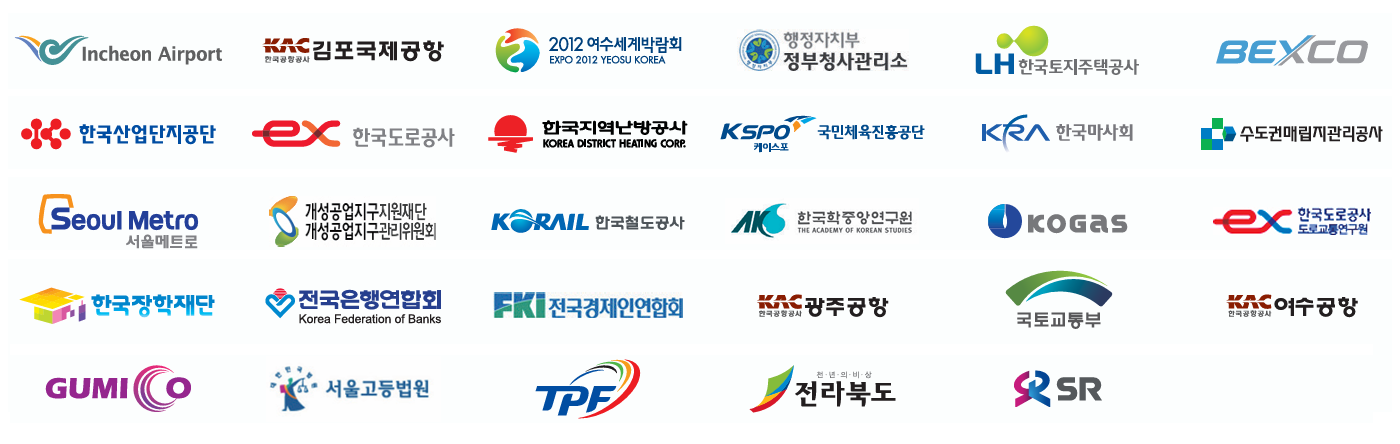 Incheon Airport
KAC 한국공항공사 김포국제공항
2012 여수세계박람회
EXPO 2012 YEOSU KOREA
행정자치부
정부청사관리소
LH 한국토지주택공사
BEXCO
한국산업단지공단
ex 한국도로공사
한국지역난방공사
KOREA DISTRICT HEATING CORP.
KSPO 국민체육진흥공단
케이스포
KRA 한국마사회
수도권매립지관리공사
Seoul Metro
서울메트로
개성공업지구지원재단
개성공업지구관리위원회
KORAIL 한국철도공사
AKS 한국학중앙연구원
THE ACADEMY OF KOREAN STUDIES
KOGAS
ex 한국도로공사
도로교통연구원
한국장학재단
전국은행연합회
Korea Federation of Banks
FKI 전국경제인연합회
KAC 한국공항공사 광주공항
국토교통부
KAC 한국공항공사 여수공항
GUMICO
대한민국법원
서울고등법원
TPF
천·년·의·비·상
전라북도
SR SR